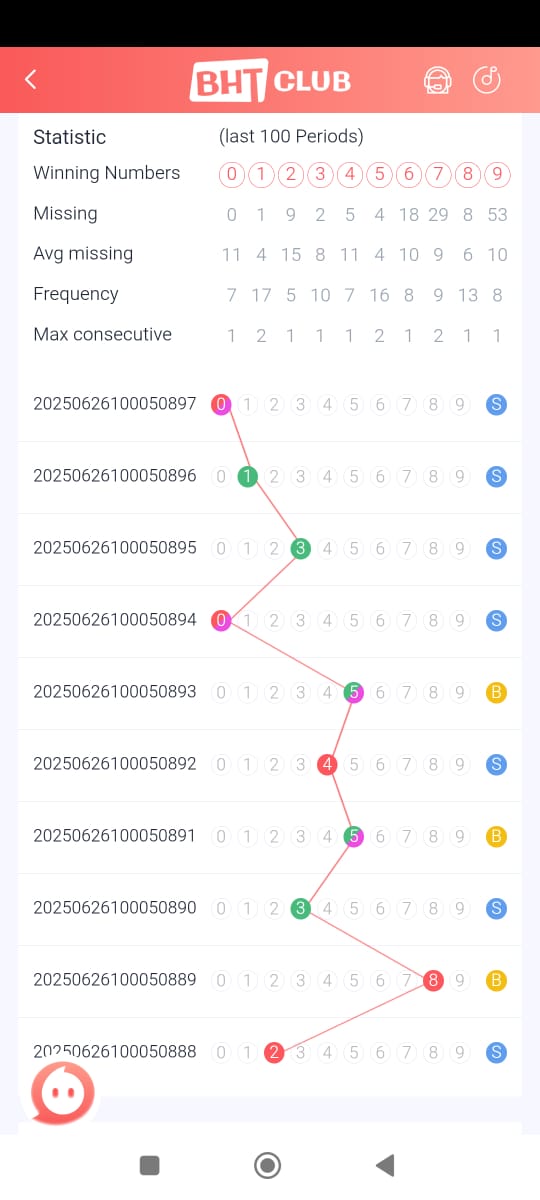 BHT CLUB
Statistic (last 100 Periods)
Winning Numbers 0 1 2 3 4 5 6 7 8 9
Missing 0 1 9 2 5 4 18 29 8 53
Avg missing 11 4 15 8 11 4 10 9 6 10
Frequency 7 17 5 10 7 16 8 9 13 8
Max consecutive 1 2 1 1 1 2 1 2 1 1
20250626100050897 0 1 2 3 4 5 6 7 8 9 S
20250626100050896 0 1 2 3 4 5 6 7 8 9 S
20250626100050895 0 1 2 3 4 5 6 7 8 9 S
20250626100050894 0 1 2 3 4 5 6 7 8 9 S
20250626100050893 0 1 2 3 4 5 6 7 8 9 B
20250626100050892 0 1 2 3 4 5 6 7 8 9 S
20250626100050891 0 1 2 3 4 5 6 7 8 9 B
20250626100050890 0 1 2 3 4 5 6 7 8 9 S
20250626100050889 0 1 2 3 4 5 6 7 8 9 B
20250626100050888 0 1 2 3 4 5 6 7 8 9 S